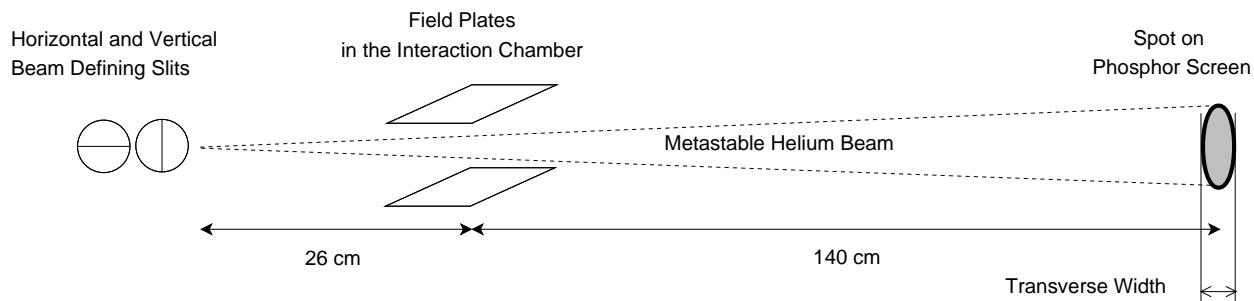 Horizontal and Vertical
Beam Defining Slits
Field Plates
in the Interaction Chamber
Spot on
Phosphor Screen
Metastable Helium Beam
26 cm
140 cm
Transverse Width